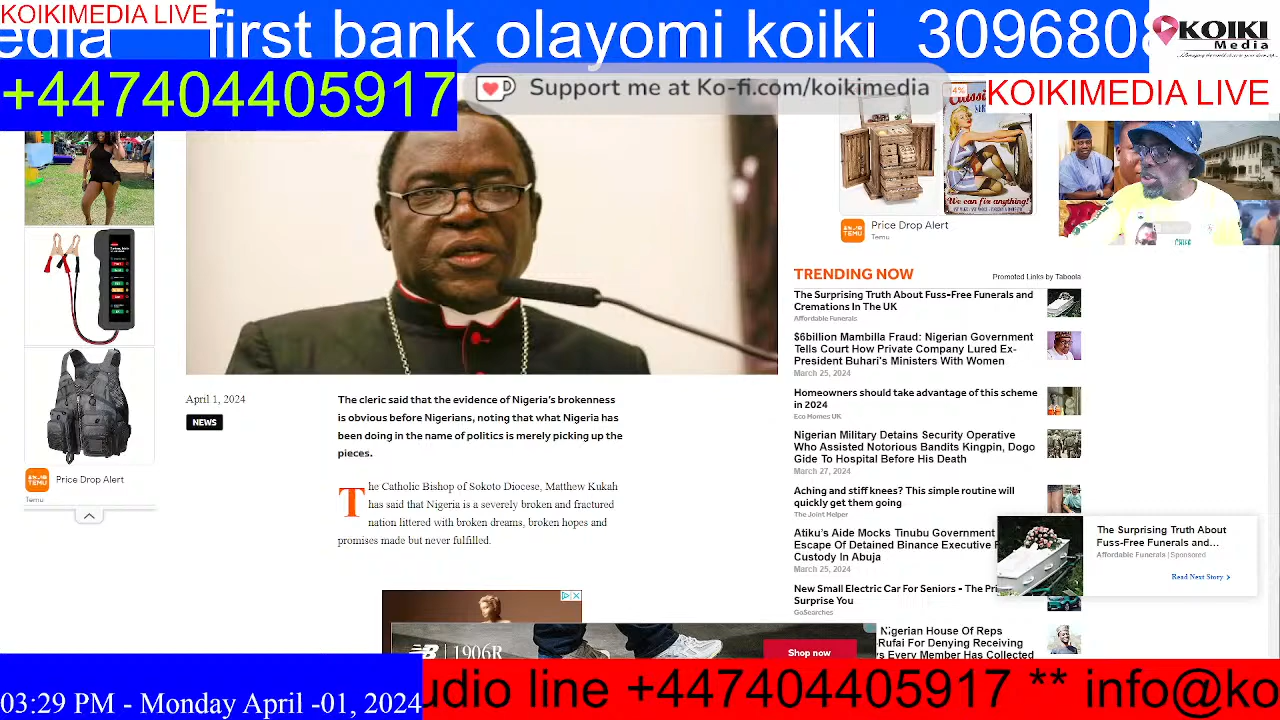 KOIKIMEDIA LIVE
edia first bank olayomi koiki 3096808
KOIKI
Media
+447404405917
Support me at Ko-fi.com/koikimedia
KOIKIMEDIA LIVE
14%
We can fix anything!
Price Drop Alert
Temu
TRENDING NOW
Promoted Links by Taboola
The Surprising Truth About Fuss-Free Funerals and
Cremations In The UK
Affordable Funerals
$6billion Mambilla Fraud: Nigerian Government
Tells Court How Private Company Lured Ex-
President Buhari's Ministers With Women
March 25, 2024
Homeowners should take advantage of this scheme
in 2024
Eco Homes UK
Nigerian Military Detains Security Operative
Who Assisted Notorious Bandits Kingpin, Dogo
Gide To Hospital Before His Death
March 27, 2024
Aching and stiff knees? This simple routine will
quickly get them going
The Joint Helper
Atiku's Aide Mocks Tinubu Government
Escape Of Detained Binance Executive F
Custody In Abuja
March 25, 2024
New Small Electric Car For Seniors - The Pri
Surprise You
GoSearches
Nigerian House Of Reps
-Rufai For Denying Receiving
s Every Member Has Collected
The Surprising Truth About
Fuss-Free Funerals and...
Affordable Funerals | Sponsored
Read Next Story
April 1, 2024
NEWS
The cleric said that the evidence of Nigeria's brokenness
is obvious before Nigerians, noting that what Nigeria has
been doing in the name of politics is merely picking up the
pieces.
The Catholic Bishop of Sokoto Diocese, Matthew Kukah
has said that Nigeria is a severely broken and fractured
nation littered with broken dreams, broken hopes and
promises made but never fulfilled.
TEMU
Price Drop Alert
Temu
1906R
Shop now
03:29 PM - Monday April -01, 2024
udio line +447404405917 ** info@ko